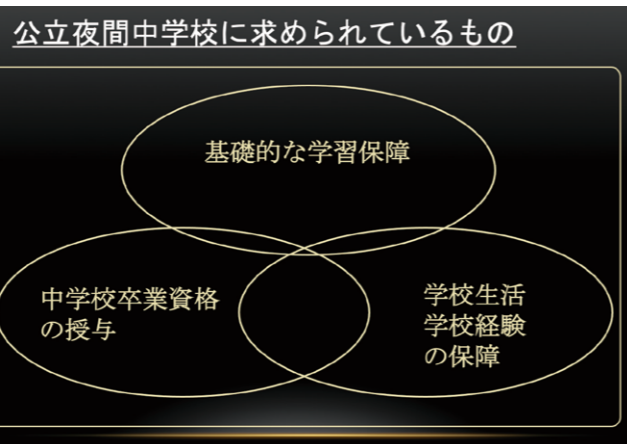 公立夜間中学校に求められているもの
基礎的な学習保障
中学校卒業資格
の授与
学校生活
学校経験
の保障